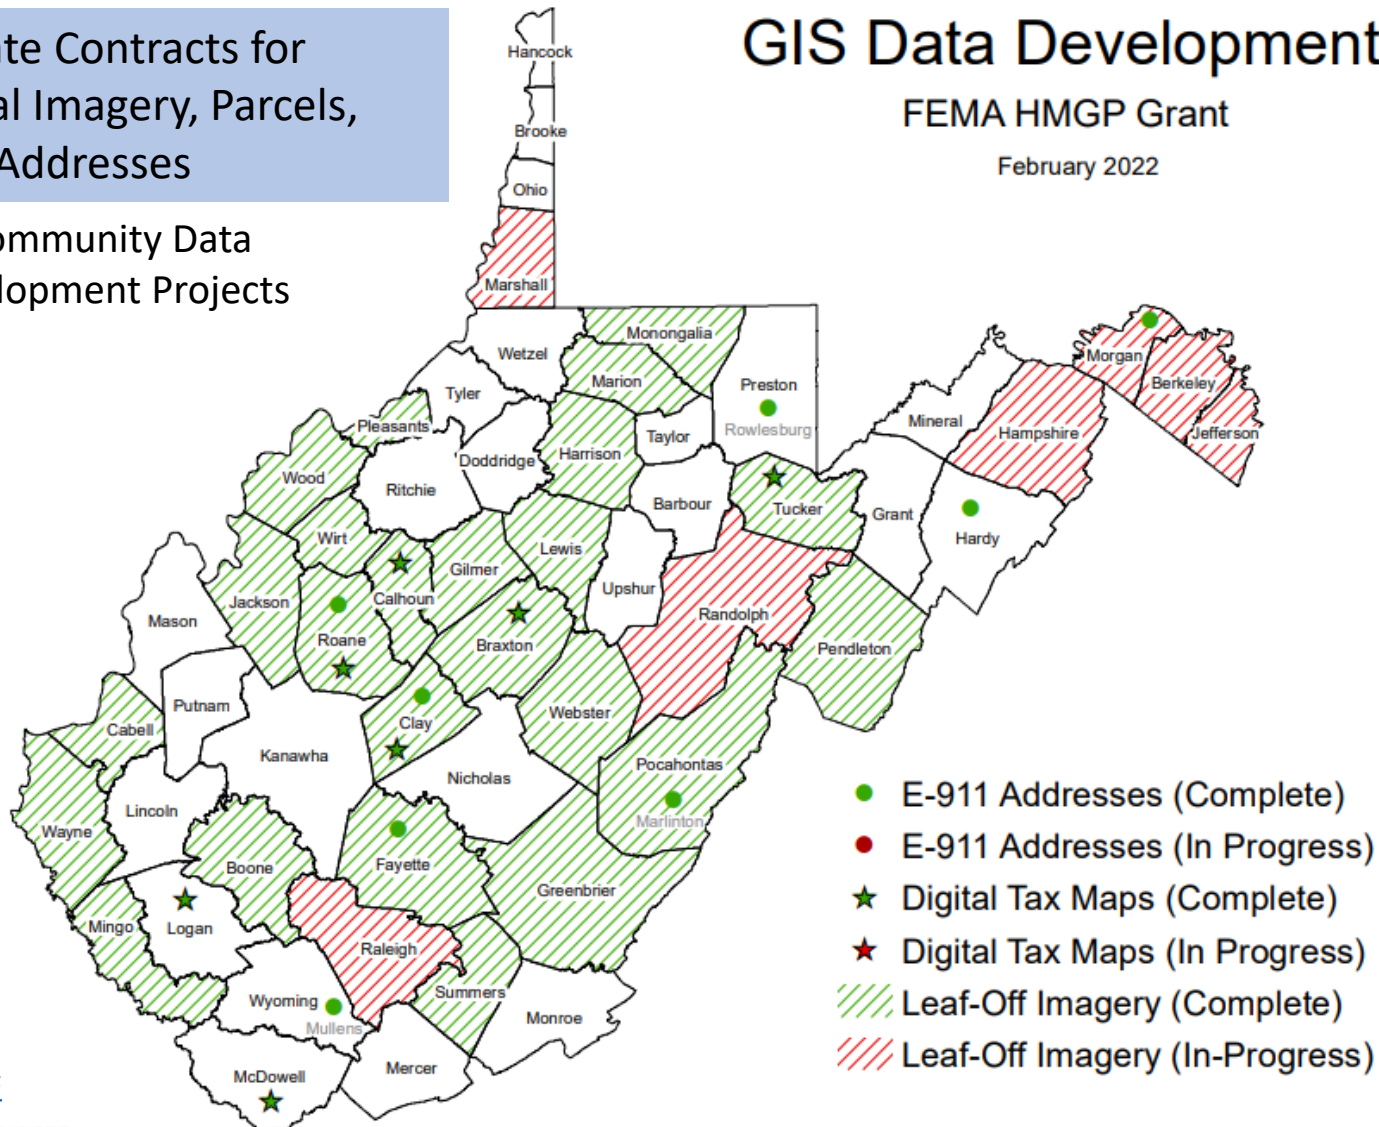 ate Contracts for
al Imagery, Parcels,
Addresses
ommunity Data
lopment Projects
GIS Data Development
FEMA HMGP Grant
February 2022
Hancock
Brooke
Ohio
Marshall
Wetzel
Monongalia
Marion
Preston
Rowlesburg
Tyler
Pleasants
Doddridge
Harrison
Taylor
Mineral
Hampshire
Morgan
Berkeley
Jefferson
Wood
Ritchie
Barbour
Tucker
Grant
Hardy
Wirt
Lewis
Gilmer
Upshur
Randolph
Jackson
Calhoun
Mason
Roane
Braxton
Pendleton
Putnam
Cabell
Clay
Webster
Kanawha
Nicholas
Pocahontas
Marlinton
Lincoln
Wayne
Boone
Fayette
Greenbrier
Mingo
Logan
Raleigh
Summers
Wyoming
Mullens
Monroe
McDowell
Mercer
E-911 Addresses (Complete)
E-911 Addresses (In Progress)
Digital Tax Maps (Complete)
Digital Tax Maps (In Progress)
Leaf-Off Imagery (Complete)
Leaf-Off Imagery (In-Progress)